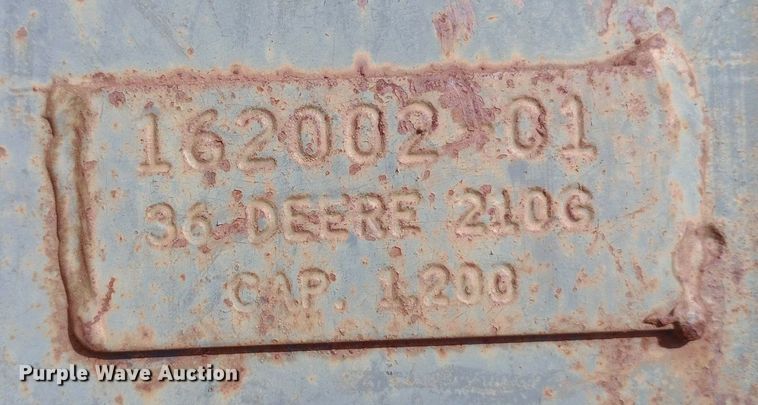 162002-01
36 DEERE 210G
CAP. 1.200
Purple Wave Auction